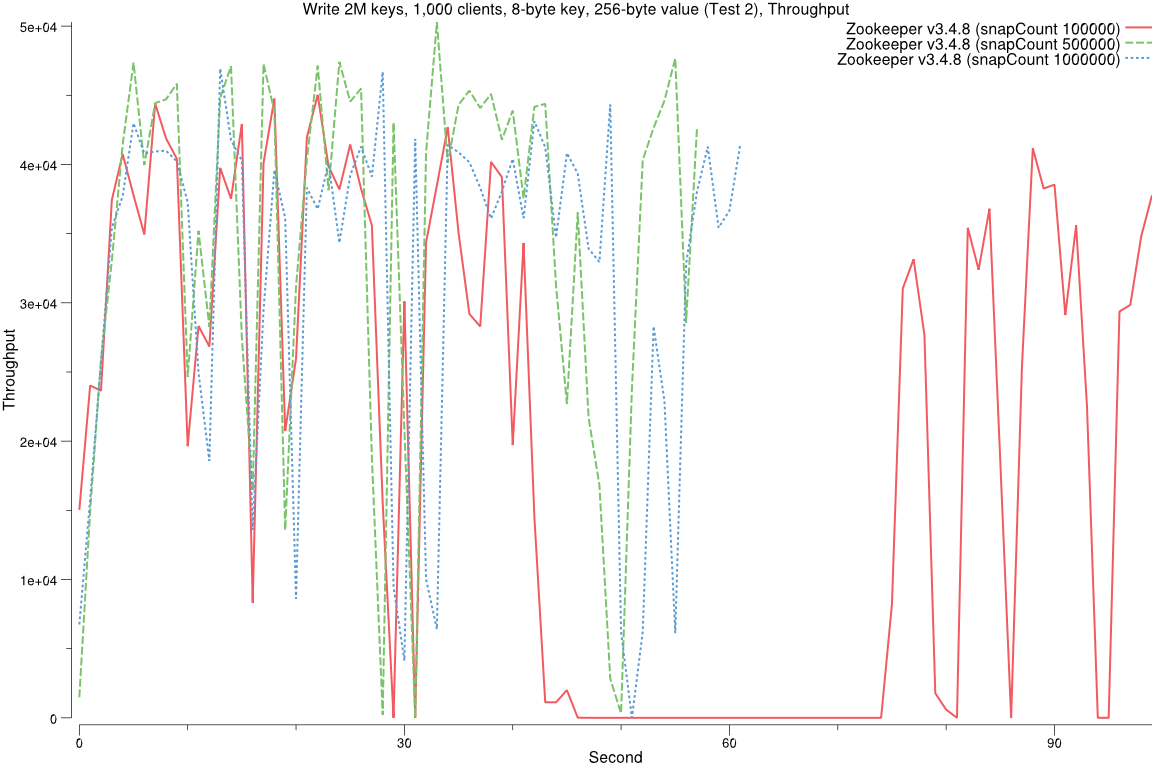 Write 2M keys, 1,000 clients, 8-byte key, 256-byte value (Test 2), Throughput
Zookeeper v3.4.8 (snapCount 100000)
Zookeeper v3.4.8 (snapCount 500000)
Zookeeper v3.4.8 (snapCount 1000000)
5e+04
4e+04
3e+04
2e+04
1e+04
0
Throughput
0 30 60 90
Second